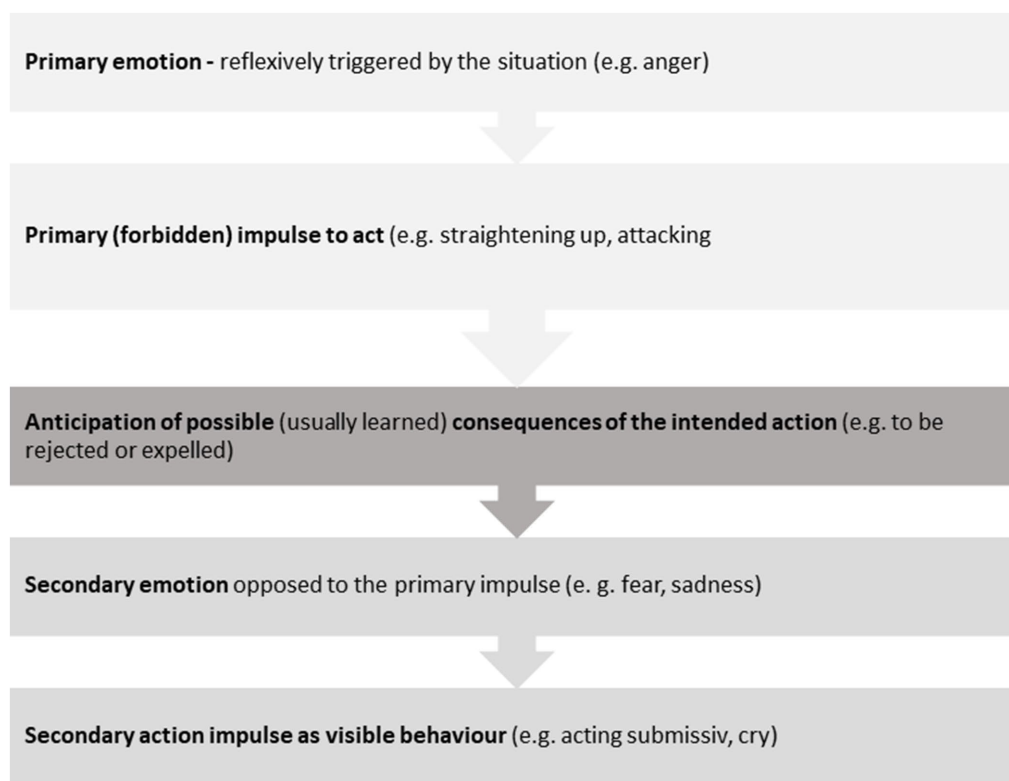 Primary emotion - reflexively triggered by the situation (e.g. anger)
Primary (forbidden) impulse to act (e.g. straightening up, attacking
Anticipation of possible (usually learned) consequences of the intended action (e.g. to be
rejected or expelled)
Secondary emotion opposed to the primary impulse (e. g. fear, sadness)
Secondary action impulse as visible behaviour (e.g. acting submissiv, cry)